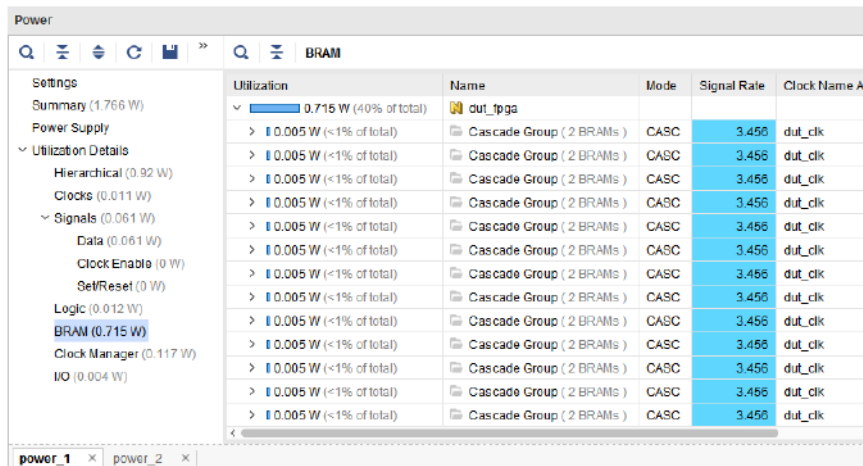 Power
» BRAM
Settings
Summary (1.766 W)
Power Supply
Utilization Details
Hierarchical (0.92 W)
Clocks (0.011 W)
Signals (0.061 W)
Data (0.061 W)
Clock Enable (0 W)
Set/Reset (0 W)
Logic (0.012 W)
BRAM (0.715 W)
Clock Manager (0.117 W)
I/O (0.004 W)
Utilization Name Mode Signal Rate Clock Name A
0.715 W (40% of total) dut_fpga
0.005 W (<1% of total) Cascade Group ( 2 BRAMs ) CASC 3.456 dut_clk
0.005 W (<1% of total) Cascade Group ( 2 BRAMs ) CASC 3.456 dut_clk
0.005 W (<1% of total) Cascade Group ( 2 BRAMs ) CASC 3.456 dut_clk
0.005 W (<1% of total) Cascade Group ( 2 BRAMs ) CASC 3.456 dut_clk
0.005 W (<1% of total) Cascade Group ( 2 BRAMs ) CASC 3.456 dut_clk
0.005 W (<1% of total) Cascade Group ( 2 BRAMs ) CASC 3.456 dut_clk
0.005 W (<1% of total) Cascade Group ( 2 BRAMs ) CASC 3.456 dut_clk
0.005 W (<1% of total) Cascade Group ( 2 BRAMs ) CASC 3.456 dut_clk
0.005 W (<1% of total) Cascade Group ( 2 BRAMs ) CASC 3.456 dut_clk
0.005 W (<1% of total) Cascade Group ( 2 BRAMs ) CASC 3.456 dut_clk
0.005 W (<1% of total) Cascade Group ( 2 BRAMs ) CASC 3.456 dut_clk
0.005 W (<1% of total) Cascade Group ( 2 BRAMs ) CASC 3.456 dut_clk
0.005 W (<1% of total) Cascade Group ( 2 BRAMs ) CASC 3.456 dut_clk
power_1 × power_2 ×